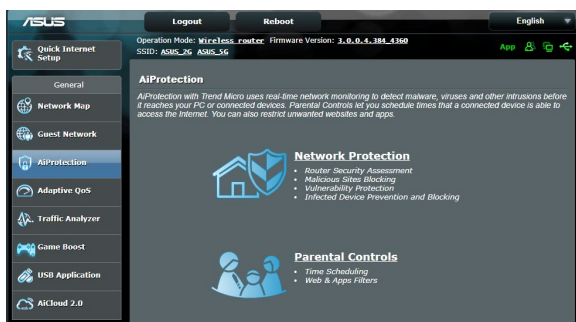 ASUS
Logout
Reboot
English
Quick Internet
Setup
Operation Mode: Wireless router Firmware Version: 3.0.0.4.384_4360
SSID: ASUS_2G ASUS_5G
App
General
Network Map
Guest Network
AiProtection
Adaptive QoS
Traffic Analyzer
Game Boost
USB Application
AiCloud 2.0
AiProtection
AiProtection with Trend Micro uses real-time network monitoring to detect malware, viruses and other intrusions before
it reaches your PC or connected devices. Parental Controls let you schedule times that a connected device is able to
access the Internet. You can also restrict unwanted websites and apps.
Network Protection
• Router Security Assessment
• Malicious Sites Blocking
• Vulnerability Protection
• Infected Device Prevention and Blocking
Parental Controls
• Time Scheduling
• Web & Apps Filters